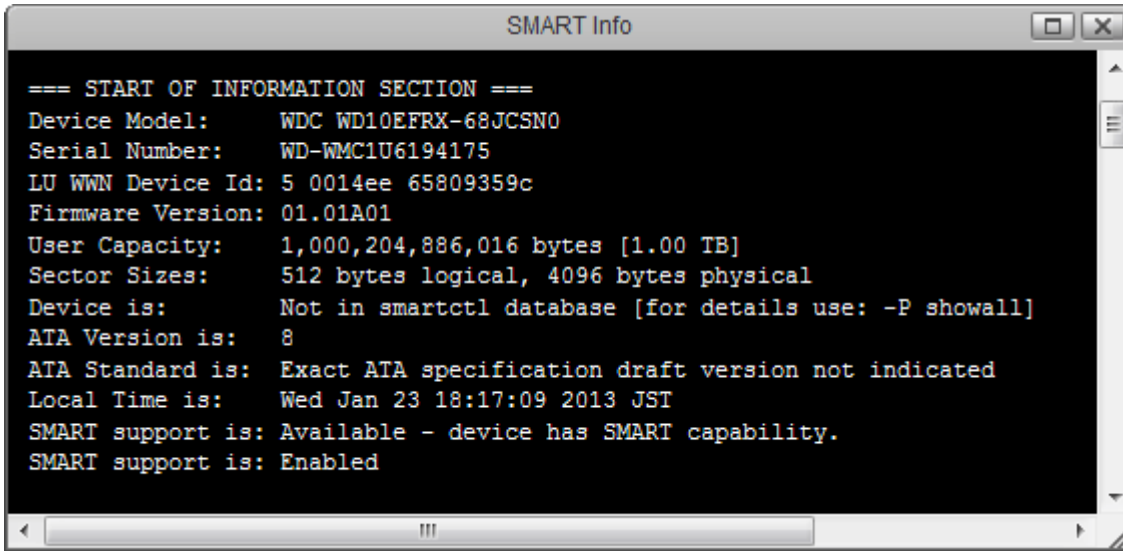 SMART Info
=== START OF INFORMATION SECTION ===
Device Model:     WDC WD10EFRX-68JCSN0
Serial Number:    WD-WMC1U6194175
LU WWN Device Id: 5 0014ee 65809359c
Firmware Version: 01.01A01
User Capacity:    1,000,204,886,016 bytes [1.00 TB]
Sector Sizes:     512 bytes logical, 4096 bytes physical
Device is:        Not in smartctl database [for details use: -P showall]
ATA Version is:   8
ATA Standard is:  Exact ATA specification draft version not indicated
Local Time is:    Wed Jan 23 18:17:09 2013 JST
SMART support is: Available - device has SMART capability.
SMART support is: Enabled